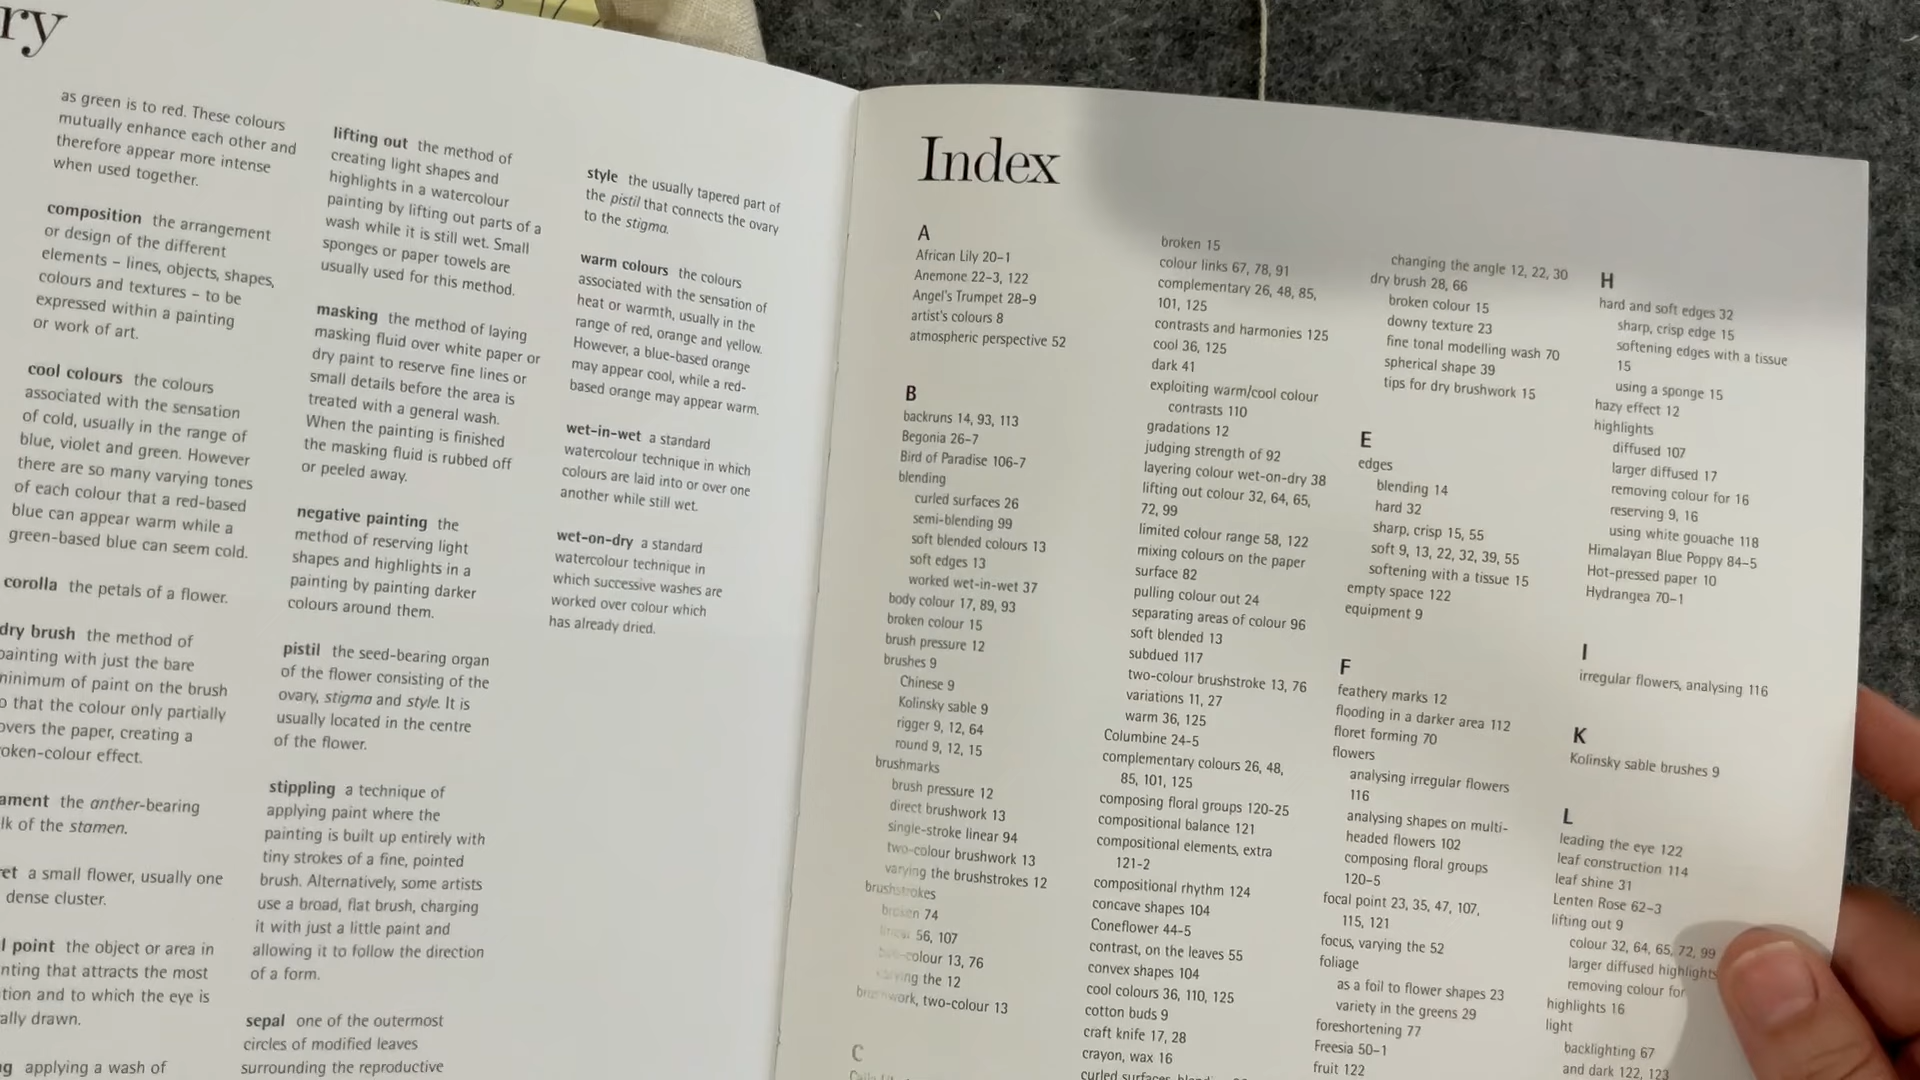 ry
as green is to red. These colours
mutually enhance each other and
therefore appear more intense
when used together.
composition the arrangement
or design of the different
elements – lines, objects, shapes,
colours and textures – to be
expressed within a painting
or work of art.
cool colours the colours
associated with the sensation
of cold, usually in the range of
blue, violet and green. However
there are so many varying tones
of each colour that a red-based
blue can appear warm while a
green-based blue can seem cold.
corolla the petals of a flower.
dry brush the method of
painting with just the bare
minimum of paint on the brush
o that the colour only partially
overs the paper, creating a
oken-colour effect.
ament the anther-bearing
lk of the stamen.
ret a small flower, usually one
dense cluster.
l point the object or area in
nting that attracts the most
tion and to which the eye is
ally drawn.
ng applying a wash of
lifting out the method of
creating light shapes and
highlights in a watercolour
painting by lifting out parts of a
wash while it is still wet. Small
sponges or paper towels are
usually used for this method.
masking the method of laying
masking fluid over white paper or
dry paint to reserve fine lines or
small details before the area is
treated with a general wash.
When the painting is finished
the masking fluid is rubbed off
or peeled away.
negative painting the
method of reserving light
shapes and highlights in a
painting by painting darker
colours around them.
pistil the seed-bearing organ
of the flower consisting of the
ovary, stigma and style. It is
usually located in the centre
of the flower.
stippling a technique of
applying paint where the
painting is built up entirely with
tiny strokes of a fine, pointed
brush. Alternatively, some artists
use a broad, flat brush, charging
it with just a little paint and
allowing it to follow the direction
of a form.
sepal one of the outermost
circles of modified leaves
surrounding the reproductive
style the usually tapered part of
the pistil that connects the ovary
to the stigma.
warm colours the colours
associated with the sensation of
heat or warmth, usually in the
range of red, orange and yellow.
However, a blue-based orange
may appear cool, while a red-
based orange may appear warm.
wet-in-wet a standard
watercolour technique in which
colours are laid into or over one
another while still wet.
wet-on-dry a standard
watercolour technique in
which successive washes are
worked over colour which
has already dried.
Index
A
African Lily 20–1
Anemone 22–3, 122
Angel's Trumpet 28–9
artist's colours 8
atmospheric perspective 52
B
backruns 14, 93, 113
Begonia 26–7
Bird of Paradise 106–7
blending
curled surfaces 26
semi-blending 99
soft blended colours 13
soft edges 13
worked wet-in-wet 37
body colour 17, 89, 93
broken colour 15
brush pressure 12
brushes 9
Chinese 9
Kolinsky sable 9
rigger 9, 12, 64
round 9, 12, 15
brushmarks
brush pressure 12
direct brushwork 13
single-stroke linear 94
two-colour brushwork 13
varying the brushstrokes 12
brushstrokes
broken 74
linear 56, 107
two-colour 13, 76
varying the 12
brushwork, two-colour 13
C
broken 15
colour links 67, 78, 91
complementary 26, 48, 85,
101, 125
contrasts and harmonies 125
cool 36, 125
dark 41
exploiting warm/cool colour
contrasts 110
gradations 12
judging strength of 92
layering colour wet-on-dry 38
lifting out colour 32, 64, 65,
72, 99
limited colour range 58, 122
mixing colours on the paper
surface 82
pulling colour out 24
separating areas of colour 96
soft blended 13
subdued 117
two-colour brushstroke 13, 76
variations 11, 27
warm 36, 125
Columbine 24-5
complementary colours 26, 48,
85, 101, 125
composing floral groups 120-25
compositional balance 121
compositional elements, extra
121-2
compositional rhythm 124
concave shapes 104
Coneflower 44-5
contrast, on the leaves 55
convex shapes 104
cool colours 36, 110, 125
cotton buds 9
craft knife 17, 28
crayon, wax 16
curled surfaces,
changing the angle 12, 22, 30
dry brush 28, 66
broken colour 15
downy texture 23
fine tonal modelling wash 70
spherical shape 39
tips for dry brushwork 15
E
edges
blending 14
hard 32
sharp, crisp 15, 55
soft 9, 13, 22, 32, 39, 55
softening with a tissue 15
empty space 122
equipment 9
F
feathery marks 12
flooding in a darker area 112
floret forming 70
flowers
analysing irregular flowers
116
analysing shapes on multi-
headed flowers 102
composing floral groups
120–5
focal point 23, 35, 47, 107,
115, 121
focus, varying the 52
foliage
as a foil to flower shapes 23
variety in the greens 29
foreshortening 77
Freesia 50–1
fruit 122
H
hard and soft edges 32
sharp, crisp edge 15
softening edges with a tissue
15
using a sponge 15
hazy effect 12
highlights
diffused 107
larger diffused 17
removing colour for 16
reserving 9, 16
using white gouache 118
Himalayan Blue Poppy 84–5
Hot-pressed paper 10
Hydrangea 70–1
I
irregular flowers, analysing 116
K
Kolinsky sable brushes 9
L
leading the eye 122
leaf construction 114
leaf shine 31
Lenten Rose 62–3
lifting out 9
colour 32, 64, 65, 72, 99
larger diffused highlights
removing colour for
highlights 16
light
backlighting 67
and dark 122, 123